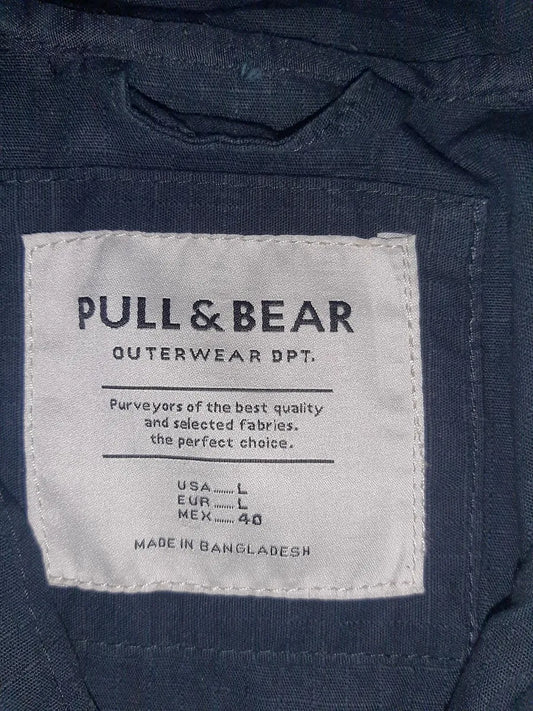 PULL & BEAR
OUTERWEAR DPT.
Purveyors of the best quality
and selected fabries.
the perfect choice.
USA........ L
EUR........ L
MEX........ 40
MADE IN BANGLADESH